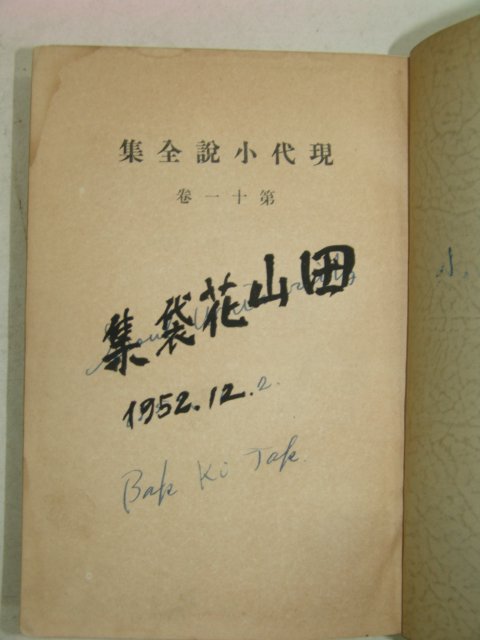 現代小說全集
第十一卷
田山花袋集
1952.12.2.
Bak Ki Tak.
小